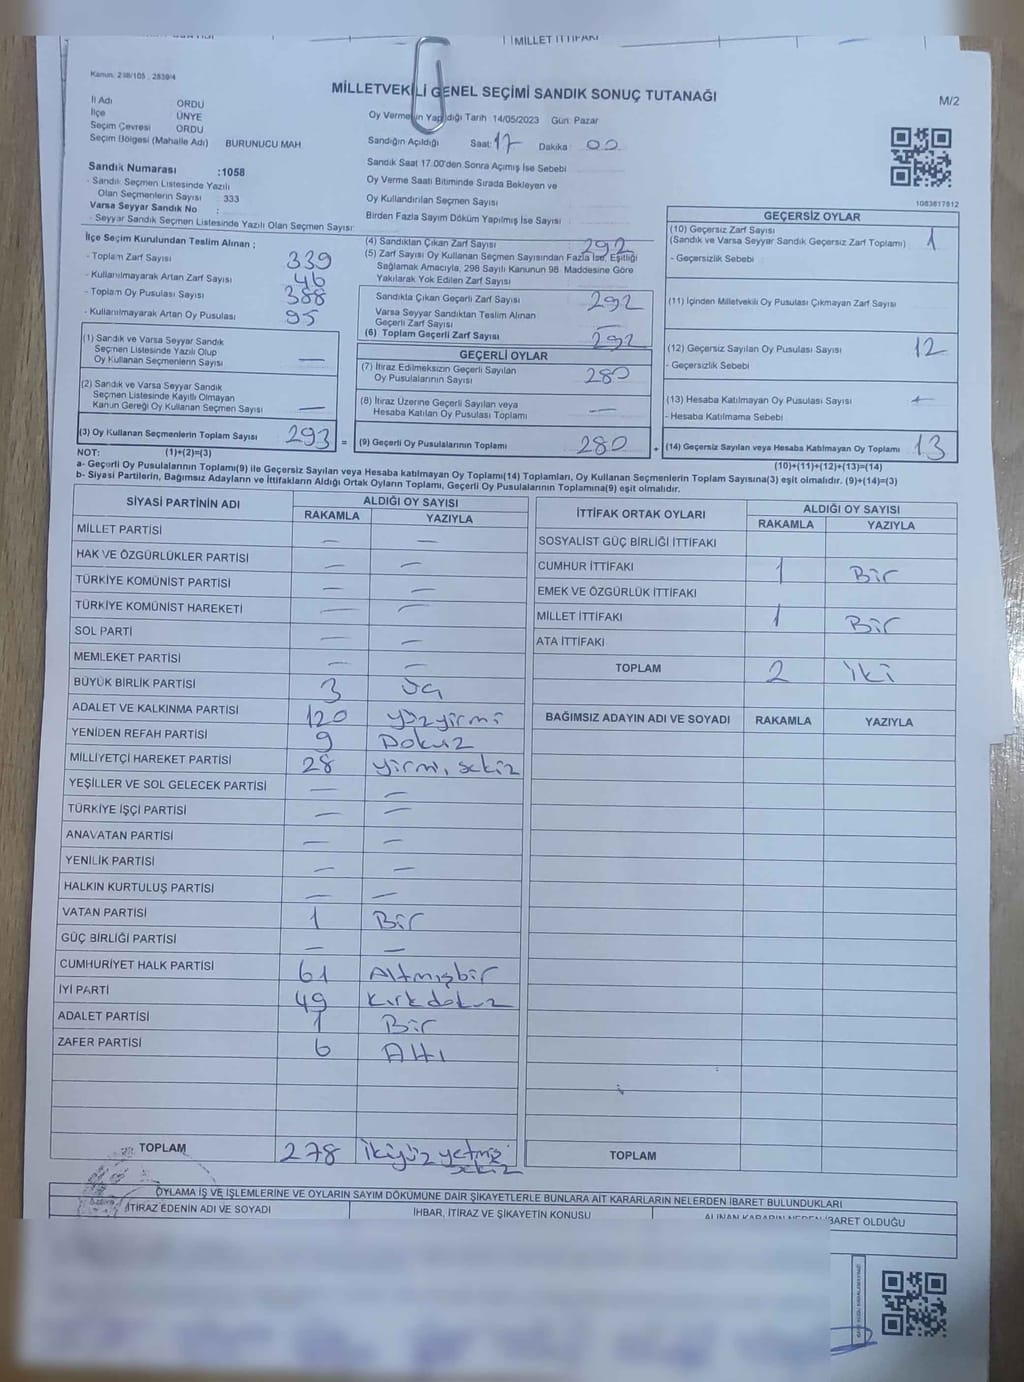 MİLLET İTTİFAKI
Kanun: 298/105 , 2839/4
MİLLETVEKİLİ GENEL SEÇİMİ SANDIK SONUÇ TUTANAĞI
M/2
İl Adı ORDU
İlçe ÜNYE
Seçim Çevresi ORDU
Seçim Bölgesi (Mahalle Adı) BURUNUCU MAH
Oy Vermenin Yapıldığı Tarih 14/05/2023 Gün: Pazar
Sandığın Açıldığı Saat: 17 Dakika: 00
Sandık Saat 17:00'den Sonra Açımış İse Sebebi
Oy Verme Saati Bitiminde Sırada Bekleyen ve
Oy Kullandırılan Seçmen Sayısı
Birden Fazla Sayım Döküm Yapılmış İse Sayısı
1083617812
Sandık Numarası :1058
- Sandık Seçmen Listesinde Yazılı
Olan Seçmenlerin Sayısı : 333
Varsa Seyyar Sandık No
- Seyyar Sandık Seçmen Listesinde Yazılı Olan Seçmen Sayısı:
İlçe Seçim Kurulundan Teslim Alınan ;
- Toplam Zarf Sayısı 339
- Kullanılmayarak Artan Zarf Sayısı 46
- Toplam Oy Pusulası Sayısı 388
- Kullanılmayarak Artan Oy Pusulası 95
(1) Sandık ve Varsa Seyyar Sandık
Seçmen Listesinde Yazılı Olup
Oy Kullanan Seçmenlerin Sayısı —
(2) Sandık ve Varsa Seyyar Sandık
Seçmen Listesinde Kayıtlı Olmayan
Kanun Gereği Oy Kullanan Seçmen Sayısı —
(3) Oy Kullanan Seçmenlerin Toplam Sayısı 293 =
(4) Sandıktan Çıkan Zarf Sayısı 292
(5) Zarf Sayısı Oy Kullanan Seçmen Sayısından Fazla İse, Eşitliği
Sağlamak Amacıyla, 298 Sayılı Kanunun 98. Maddesine Göre
Yakılarak Yok Edilen Zarf Sayısı
Sandıkta Çıkan Geçerli Zarf Sayısı 292
Varsa Seyyar Sandıktan Teslim Alınan
Geçerli Zarf Sayısı —
(6) Toplam Geçerli Zarf Sayısı 292
GEÇERLİ OYLAR
(7) İtiraz Edilmeksizin Geçerli Sayılan
Oy Pusulalarının Sayısı 280
(8) İtiraz Üzerine Geçerli Sayılan veya
Hesaba Katılan Oy Pusulası Toplamı —
(9) Geçerli Oy Pusulalarının Toplamı 280 +
GEÇERSİZ OYLAR
(10) Geçersiz Zarf Sayısı
(Sandık ve Varsa Seyyar Sandık Geçersiz Zarf Toplamı) 1
- Geçersizlik Sebebi
(11) İçinden Milletvekili Oy Pusulası Çıkmayan Zarf Sayısı
(12) Geçersiz Sayılan Oy Pusulası Sayısı 12
- Geçersizlik Sebebi
(13) Hesaba Katılmayan Oy Pusulası Sayısı —
- Hesaba Katılmama Sebebi
(14) Geçersiz Sayılan veya Hesaba Katılmayan Oy Toplamı 13
NOT: (1)+(2)=(3)
(10)+(11)+(12)+(13)=(14)
a- Geçerli Oy Pusulalarının Toplamı(9) ile Geçersiz Sayılan veya Hesaba katılmayan Oy Toplamı(14) Toplamları, Oy Kullanan Seçmenlerin Toplam Sayısına(3) eşit olmalıdır. (9)+(14)=(3)
b- Siyasi Partilerin, Bağımsız Adayların ve İttifakların Aldığı Ortak Oyların Toplamı, Geçerli Oy Pusulalarının Toplamına(9) eşit olmalıdır.
SİYASİ PARTİNİN ADI ALDIĞI OY SAYISI
RAKAMLA YAZIYLA
MİLLET PARTİSİ — —
HAK VE ÖZGÜRLÜKLER PARTİSİ — —
TÜRKİYE KOMÜNİST PARTİSİ — —
TÜRKİYE KOMÜNİST HAREKETİ — —
SOL PARTİ — —
MEMLEKET PARTİSİ — —
BÜYÜK BİRLİK PARTİSİ 3 Üç
ADALET VE KALKINMA PARTİSİ 120 Yüzyirmi
YENİDEN REFAH PARTİSİ 9 Dokuz
MİLLİYETÇİ HAREKET PARTİSİ 28 yirmi, sekiz
YEŞİLLER VE SOL GELECEK PARTİSİ — —
TÜRKİYE İŞÇİ PARTİSİ — —
ANAVATAN PARTİSİ — —
YENİLİK PARTİSİ — —
HALKIN KURTULUŞ PARTİSİ — —
VATAN PARTİSİ 1 Bir
GÜÇ BİRLİĞİ PARTİSİ — —
CUMHURİYET HALK PARTİSİ 61 Altmışbir
İYİ PARTİ 49 Kırkdokuz
ADALET PARTİSİ 1 Bir
ZAFER PARTİSİ 6 Altı
TOPLAM 278 İkiyüzyetmiş
sekiz
İTTİFAK ORTAK OYLARI ALDIĞI OY SAYISI
RAKAMLA YAZIYLA
SOSYALİST GÜÇ BİRLİĞİ İTTİFAKI
CUMHUR İTTİFAKI 1 Bir
EMEK VE ÖZGÜRLÜK İTTİFAKI
MİLLET İTTİFAKI 1 Bir
ATA İTTİFAKI
TOPLAM 2 İki
BAĞIMSIZ ADAYIN ADI VE SOYADI RAKAMLA YAZIYLA
TOPLAM
OYLAMA İŞ VE İŞLEMLERİNE VE OYLARIN SAYIM DÖKÜMÜNE DAİR ŞİKAYETLERLE BUNLARA AİT KARARLARIN NELERDEN İBARET BULUNDUKLARI
İTİRAZ EDENİN ADI VE SOYADI İHBAR, İTİRAZ VE ŞİKAYETİN KONUSU ALINAN KARARIN NEDEN İBARET OLDUĞU